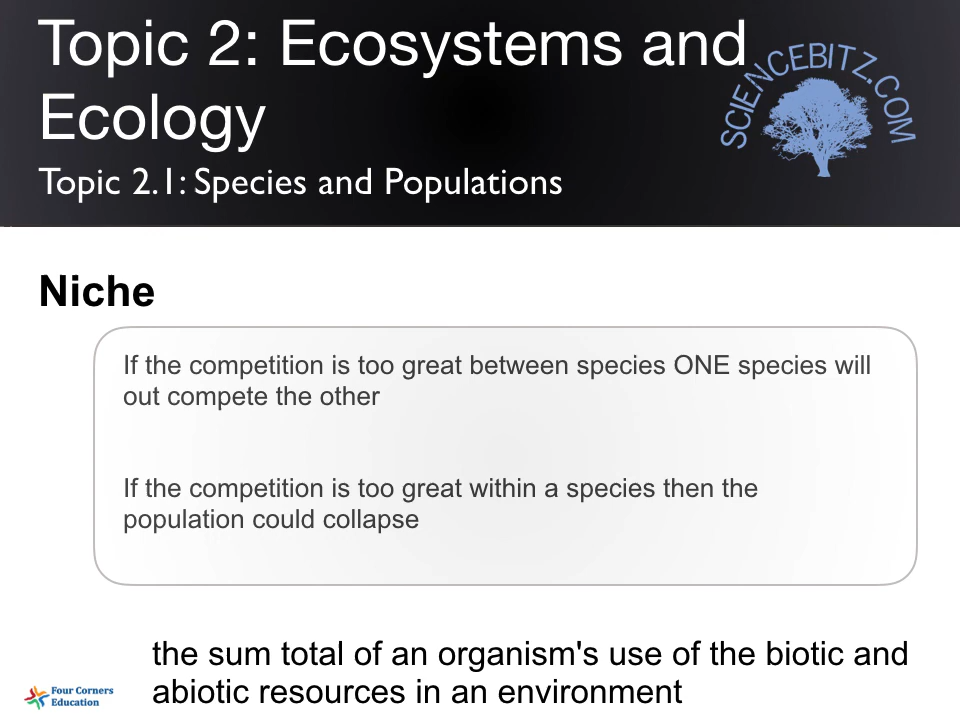 Topic 2: Ecosystems and
Ecology
SCIENCEBITZ.COM
Topic 2.1: Species and Populations
Niche
If the competition is too great between species ONE species will
out compete the other
If the competition is too great within a species then the
population could collapse
the sum total of an organism's use of the biotic and
abiotic resources in an environment
Four Corners
Education